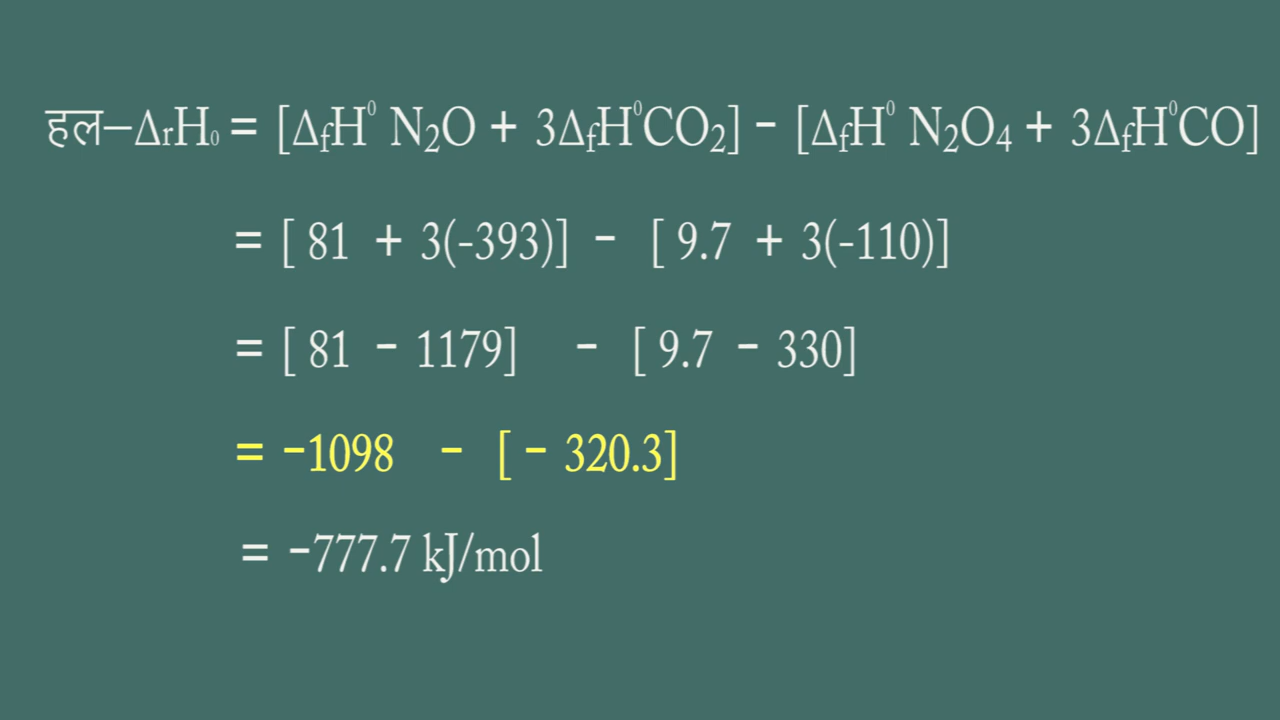 हल–ΔrH₀ = [ΔfH⁰ N₂O + 3ΔfH⁰CO₂] - [ΔfH⁰ N₂O₄ + 3ΔfH⁰CO]
= [ 81 + 3(-393)] - [ 9.7 + 3(-110)]
= [ 81 - 1179] - [ 9.7 - 330]
= -1098 - [ - 320.3]
= -777.7 kJ/mol